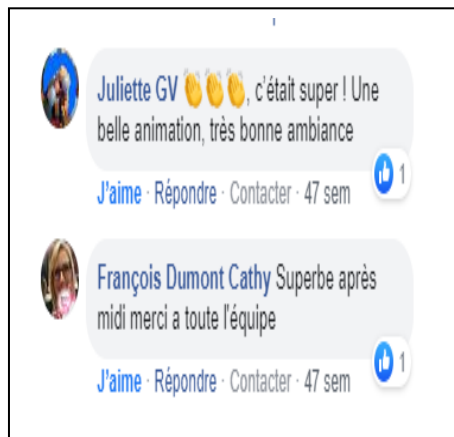 Juliette GV 👏👏👏, c'était super ! Une
belle animation, très bonne ambiance
1
J'aime · Répondre · Contacter · 47 sem
François Dumont Cathy Superbe après
midi merci a toute l'équipe
1
J'aime · Répondre · Contacter · 47 sem